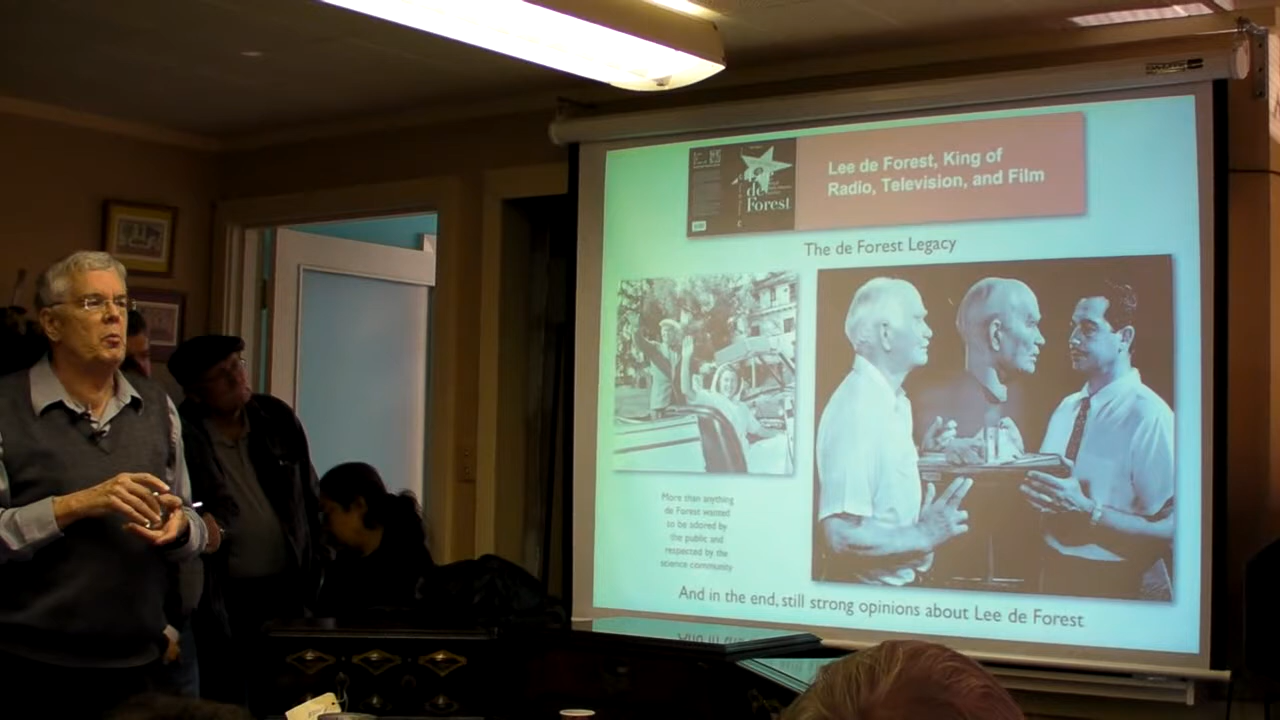 Lee
de
Forest
Lee de Forest, King of
Radio, Television, and Film
The de Forest Legacy
More than anything
de Forest wanted
to be adored by
the public and
respected by the
science community
And in the end, still strong opinions about Lee de Forest